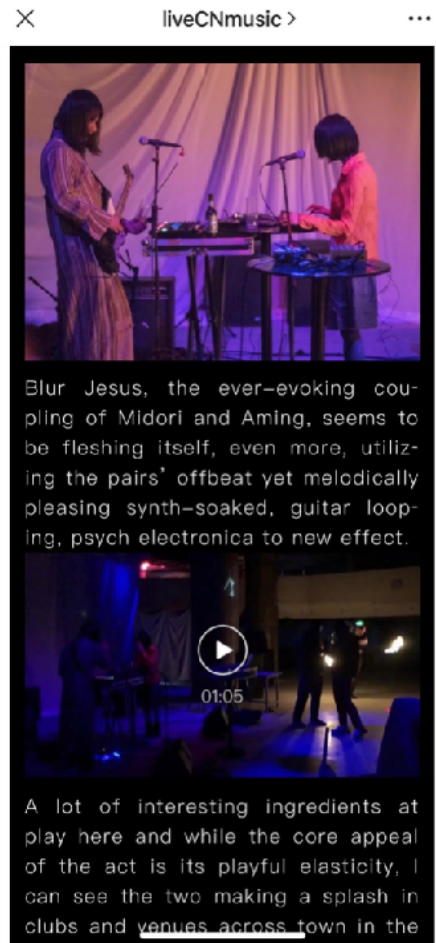 liveCNmusic >
Blur Jesus, the ever-evoking cou-
pling of Midori and Aming, seems to
be fleshing itself, even more, utiliz-
ing the pairs' offbeat yet melodically
pleasing synth-soaked, guitar loop-
ing, psych electronica to new effect.
01:05
A lot of interesting ingredients at
play here and while the core appeal
of the act is its playful elasticity, I
can see the two making a splash in
clubs and venues across town in the